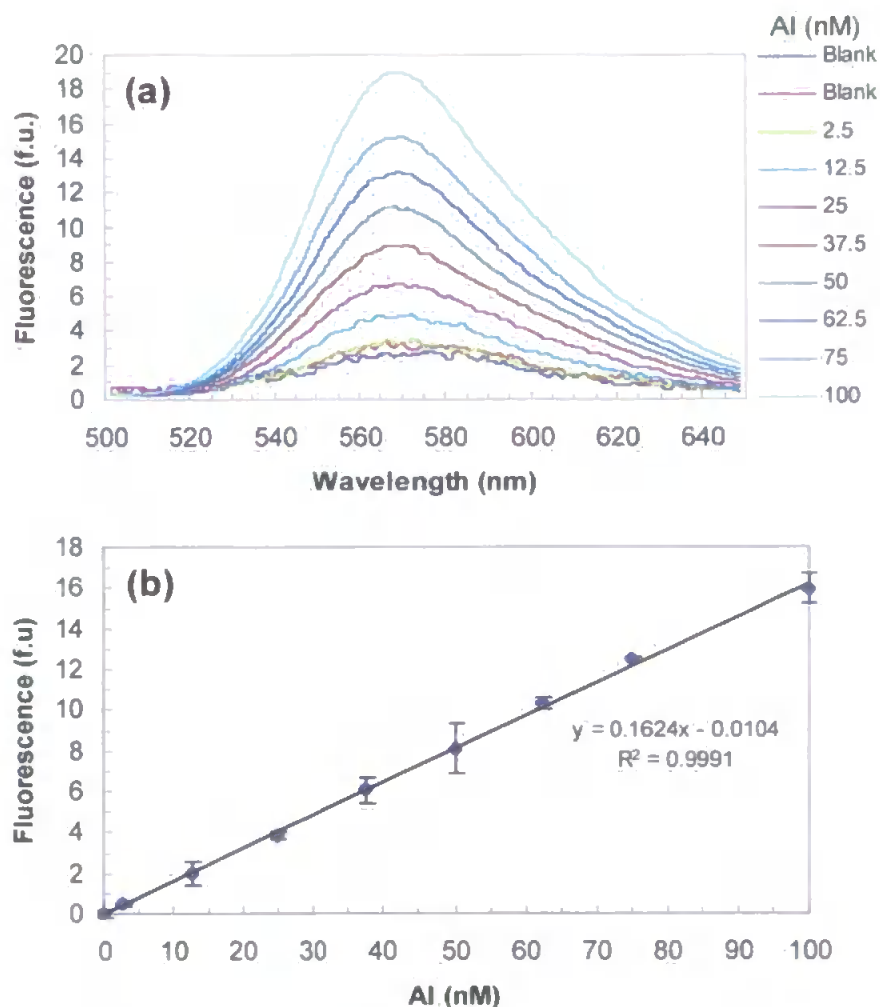 Al (nM)
20
18
16
14
12
10
8
6
4
2
0
Fluorescence (f.u.)
(a)
Blank
Blank
2.5
12.5
25
37.5
50
62.5
75
100
500 520 540 560 580 600 620 640
Wavelength (nm)
18
16
14
12
10
8
6
4
2
0
Fluorescence (f.u)
(b)
y = 0.1624x - 0.0104
R² = 0.9991
0 10 20 30 40 50 60 70 80 90 100
Al (nM)